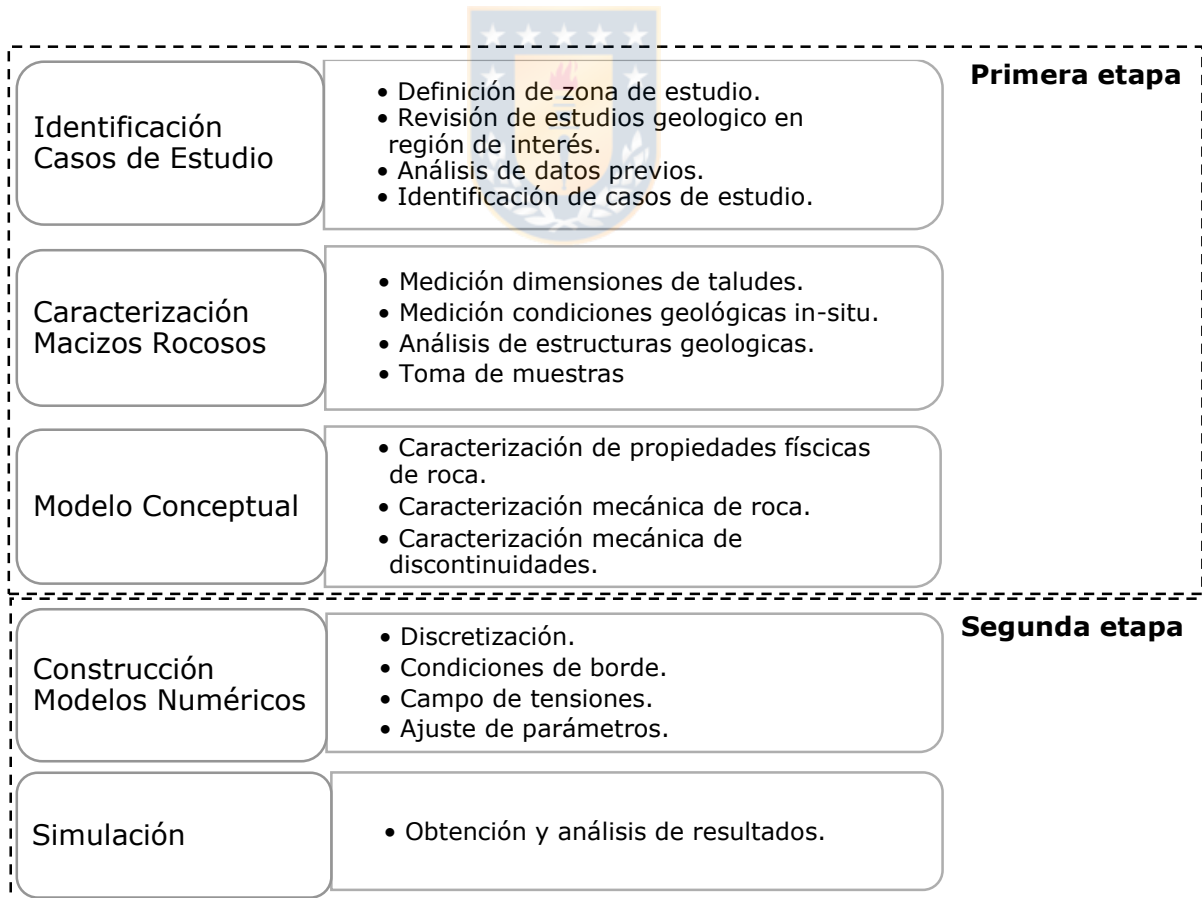 Primera etapa
Identificación
Casos de Estudio
• Definición de zona de estudio.
• Revisión de estudios geologico en
región de interés.
• Análisis de datos previos.
• Identificación de casos de estudio.
Caracterización
Macizos Rocosos
• Medición dimensiones de taludes.
• Medición condiciones geológicas in-situ.
• Análisis de estructuras geologicas.
• Toma de muestras
Modelo Conceptual
• Caracterización de propiedades físcicas
de roca.
• Caracterización mecánica de roca.
• Caracterización mecánica de
discontinuidades.
Segunda etapa
Construcción
Modelos Numéricos
• Discretización.
• Condiciones de borde.
• Campo de tensiones.
• Ajuste de parámetros.
Simulación
• Obtención y análisis de resultados.